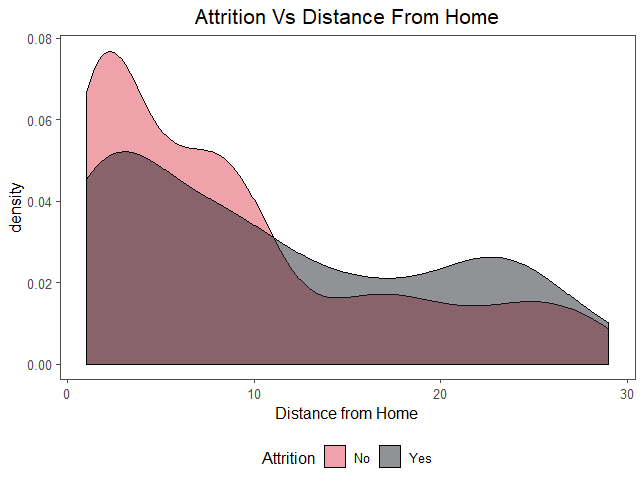 Attrition Vs Distance From Home
0.08
0.06
0.04
0.02
0.00
density
0
10
20
30
Distance from Home
Attrition No Yes